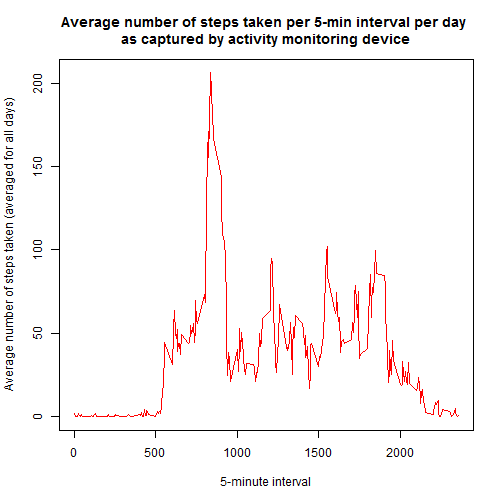 Average number of steps taken per 5-min interval per day
as captured by activity monitoring device
Average number of steps taken (averaged for all days)
200
150
100
50
0
0 500 1000 1500 2000
5-minute interval